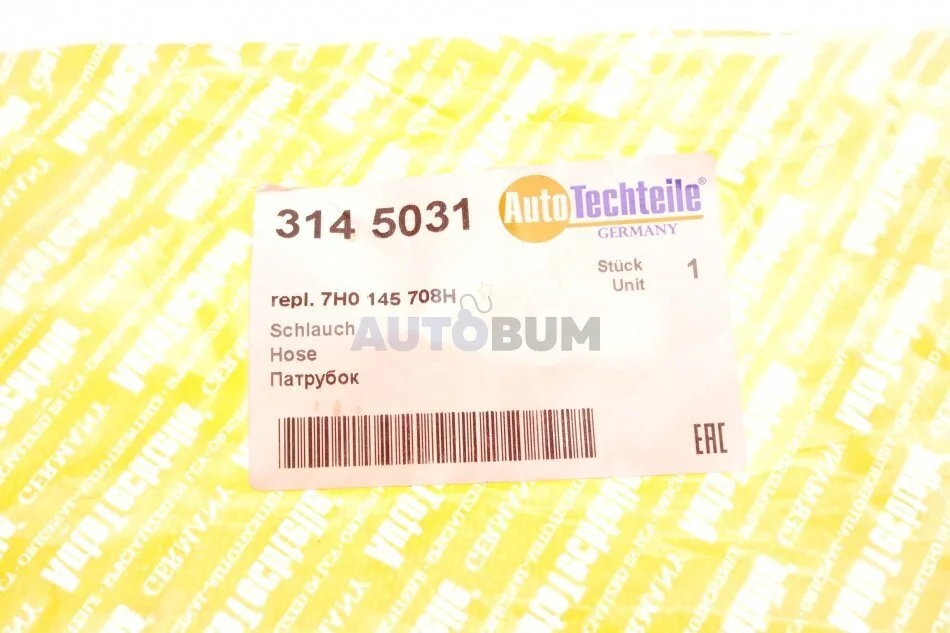 314 5031
AutoTechteile®
GERMANY
Stück 1
Unit
repl. 7H0 145 708H
Schlauch
Hose
Патрубок
AUTOBUM
EAC